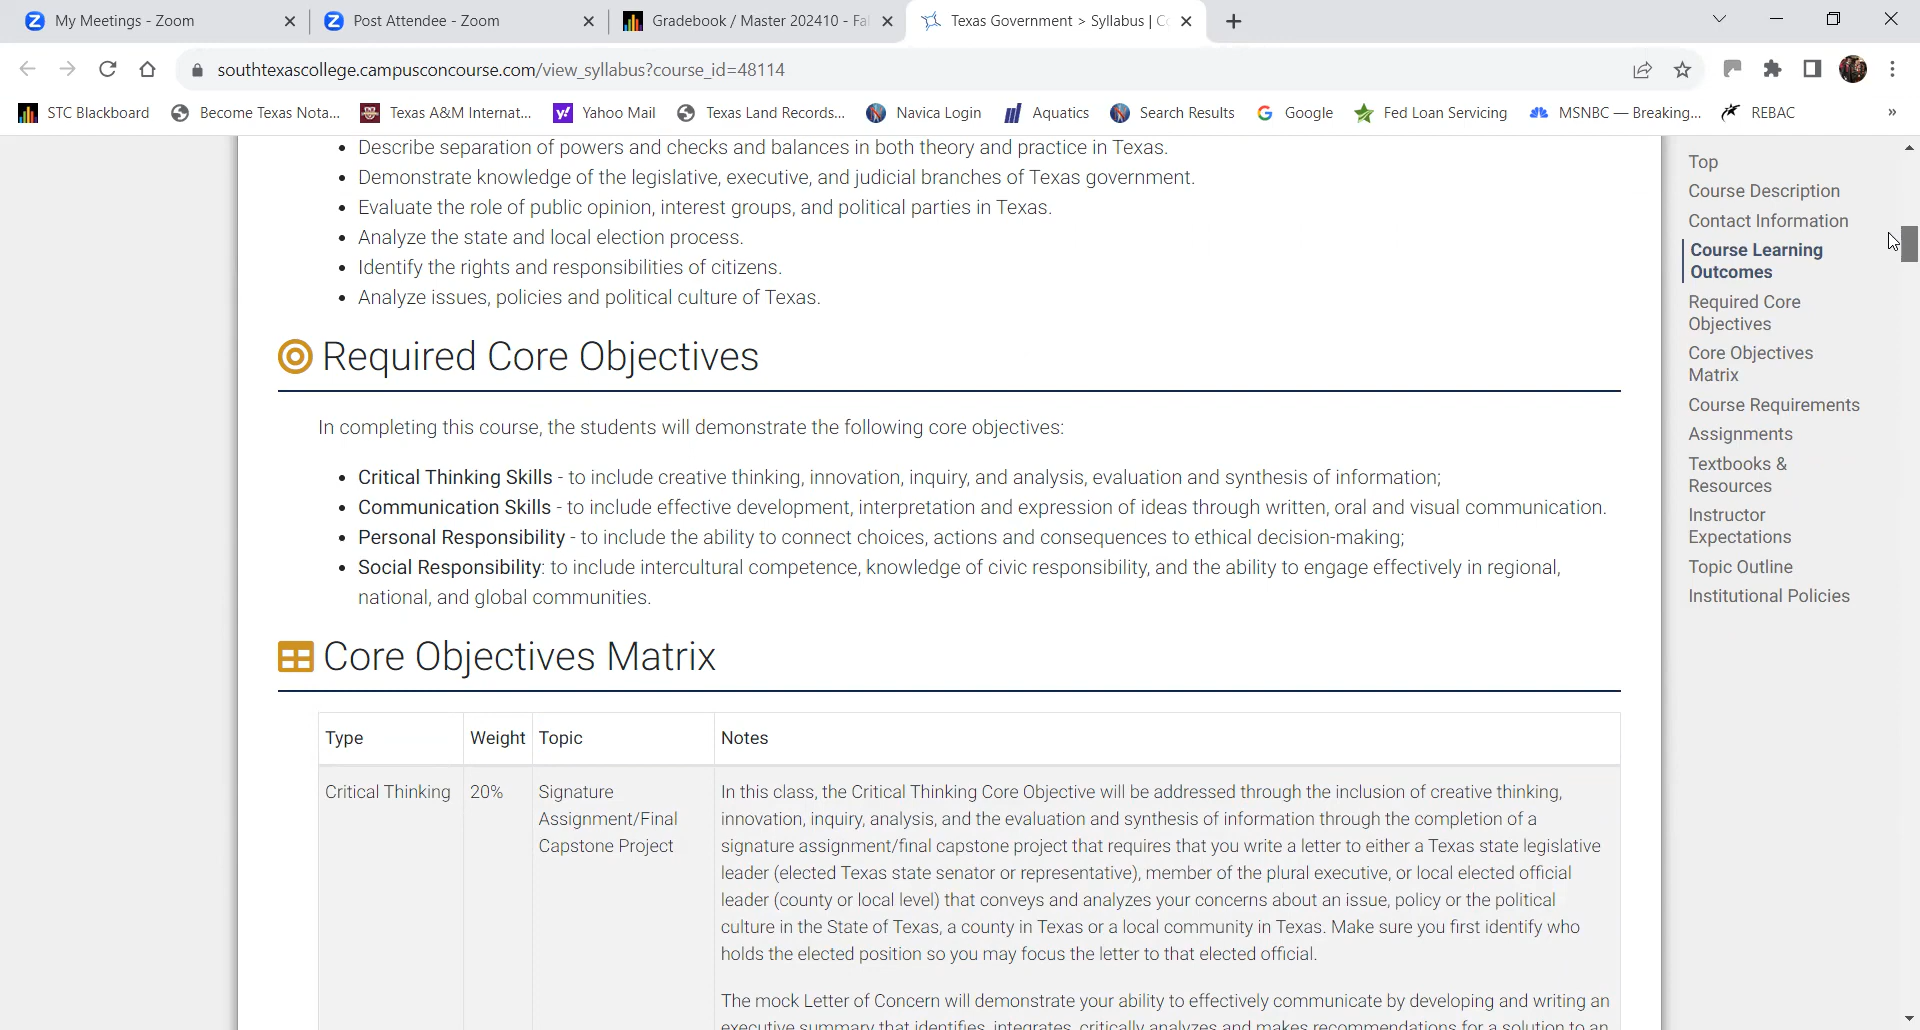 My Meetings - Zoom
Post Attendee - Zoom
Gradebook / Master 202410 - Fal
Texas Government > Syllabus | Co
southtexascollege.campusconcourse.com/view_syllabus?course_id=48114
STC Blackboard
Become Texas Nota...
Texas A&M Internat...
Yahoo Mail
Texas Land Records...
Navica Login
Aquatics
Search Results
Google
Fed Loan Servicing
MSNBC — Breaking...
REBAC
»
• Describe separation of powers and checks and balances in both theory and practice in Texas.
• Demonstrate knowledge of the legislative, executive, and judicial branches of Texas government.
• Evaluate the role of public opinion, interest groups, and political parties in Texas.
• Analyze the state and local election process.
• Identify the rights and responsibilities of citizens.
• Analyze issues, policies and political culture of Texas.
Required Core Objectives
In completing this course, the students will demonstrate the following core objectives:
• Critical Thinking Skills - to include creative thinking, innovation, inquiry, and analysis, evaluation and synthesis of information;
• Communication Skills - to include effective development, interpretation and expression of ideas through written, oral and visual communication.
• Personal Responsibility - to include the ability to connect choices, actions and consequences to ethical decision-making;
• Social Responsibility: to include intercultural competence, knowledge of civic responsibility, and the ability to engage effectively in regional,
national, and global communities.
Core Objectives Matrix
Type
Weight
Topic
Notes
Critical Thinking
20%
Signature
Assignment/Final
Capstone Project
In this class, the Critical Thinking Core Objective will be addressed through the inclusion of creative thinking,
innovation, inquiry, analysis, and the evaluation and synthesis of information through the completion of a
signature assignment/final capstone project that requires that you write a letter to either a Texas state legislative
leader (elected Texas state senator or representative), member of the plural executive, or local elected official
leader (county or local level) that conveys and analyzes your concerns about an issue, policy or the political
culture in the State of Texas, a county in Texas or a local community in Texas. Make sure you first identify who
holds the elected position so you may focus the letter to that elected official.
The mock Letter of Concern will demonstrate your ability to effectively communicate by developing and writing an
executive summary that identifies, integrates, critically analyzes and makes recommendations for a solution to an
Top
Course Description
Contact Information
Course Learning
Outcomes
Required Core
Objectives
Core Objectives
Matrix
Course Requirements
Assignments
Textbooks &
Resources
Instructor
Expectations
Topic Outline
Institutional Policies